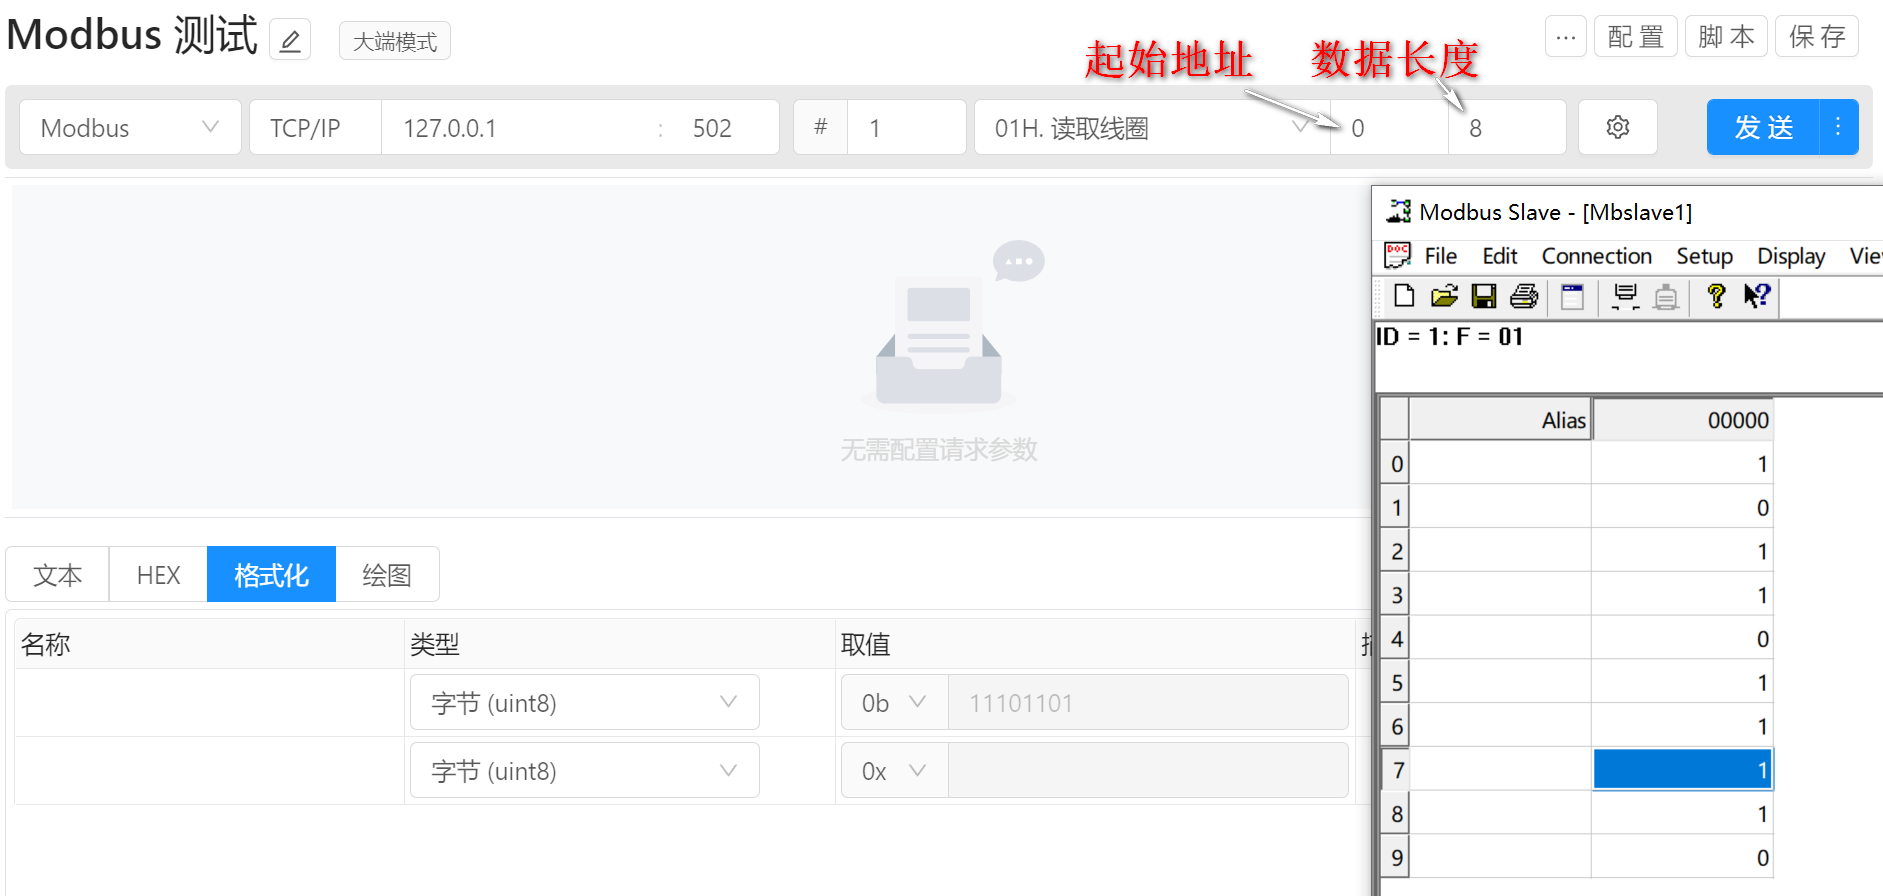 Modbus 测试
大端模式
...
配 置
脚 本
保 存
起始地址
数据长度
Modbus
TCP/IP
127.0.0.1
:
502
#
1
01H. 读取线圈
0
8
发 送
无需配置请求参数
文本
HEX
格式化
绘图
名称
类型
取值
字节 (uint8)
0b
11101101
字节 (uint8)
0x
Modbus Slave - [Mbslave1]
File Edit Connection Setup Display Vie
ID = 1: F = 01
Alias 00000
0 1
1 0
2 1
3 1
4 0
5 1
6 1
7 1
8 1
9 0